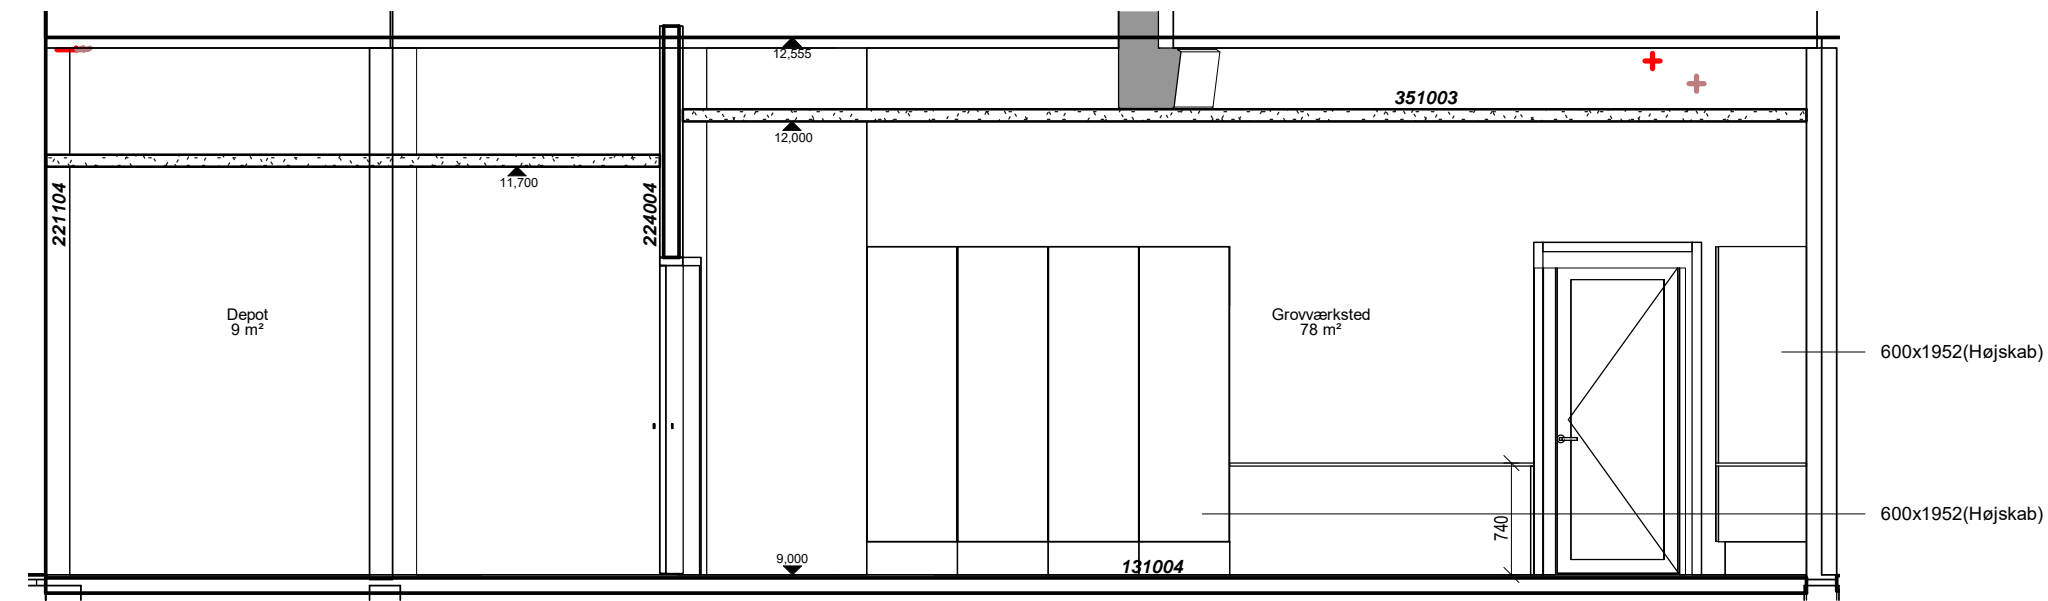 12,555
351003
12,000
11,700
221104
224004
Depot
9 m²
Grovværksted
78 m²
600x1952(Højskab)
600x1952(Højskab)
740
9,000
131004